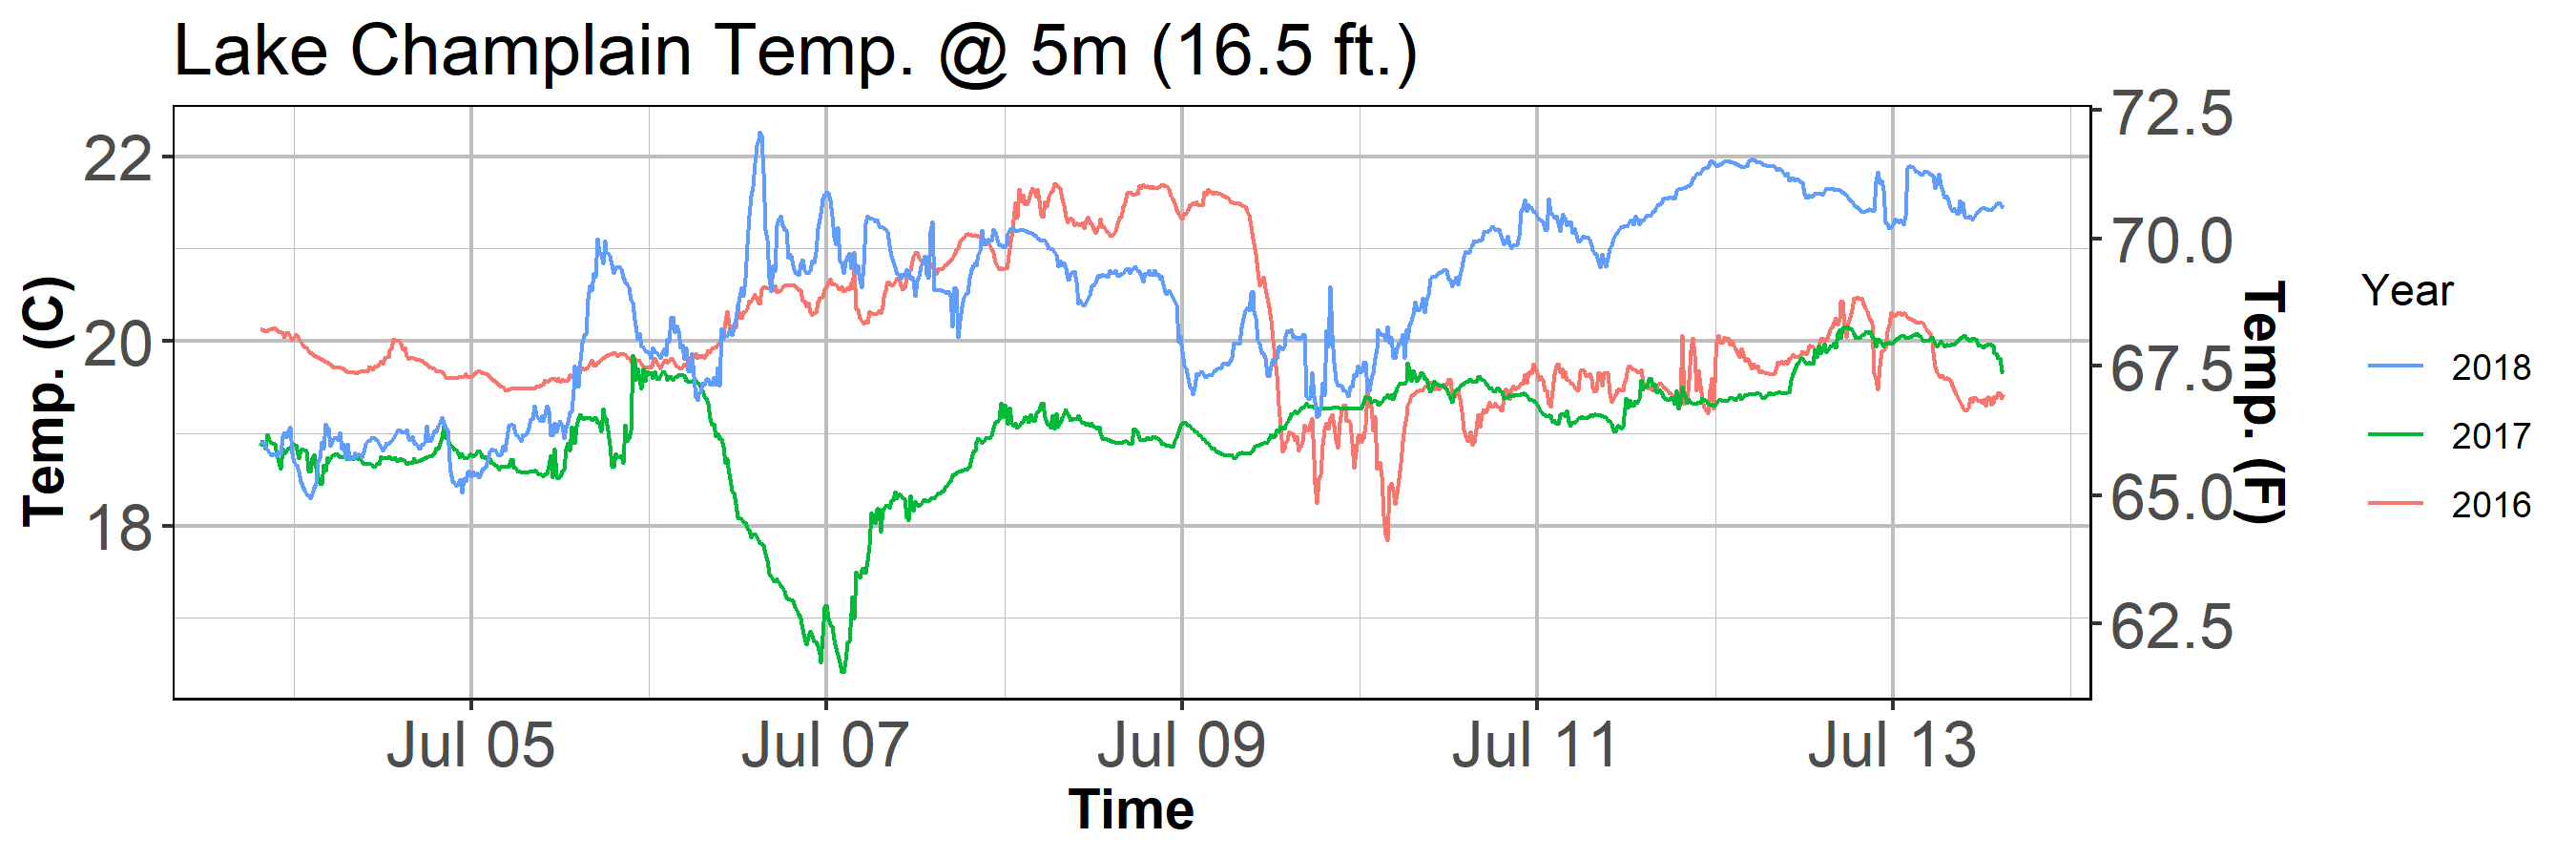 Lake Champlain Temp. @ 5m (16.5 ft.)
Temp. (C)
22
20
18
72.5
70.0
67.5
65.0
62.5
Temp. (F)
Jul 05
Jul 07
Jul 09
Jul 11
Jul 13
Time
Year
2018
2017
2016